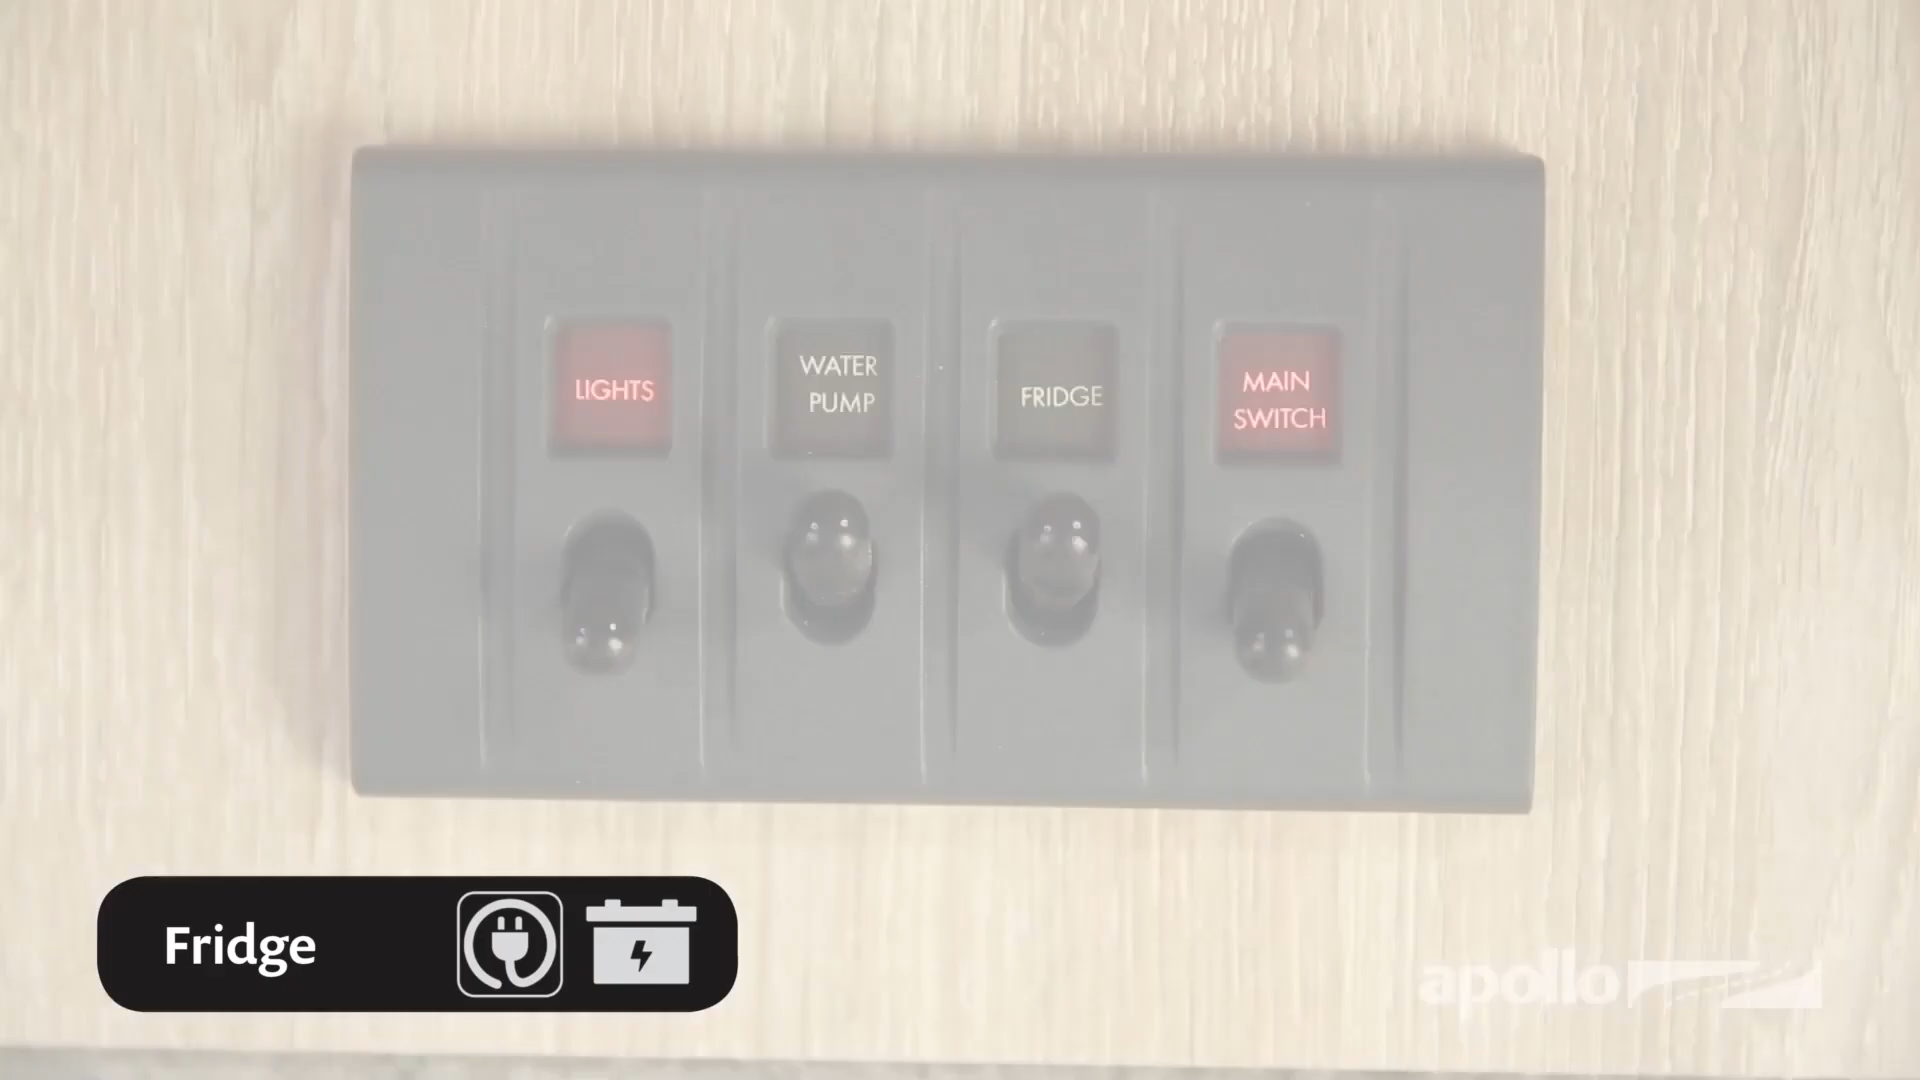 LIGHTS
WATER
PUMP
FRIDGE
MAIN
SWITCH
Fridge
apollo